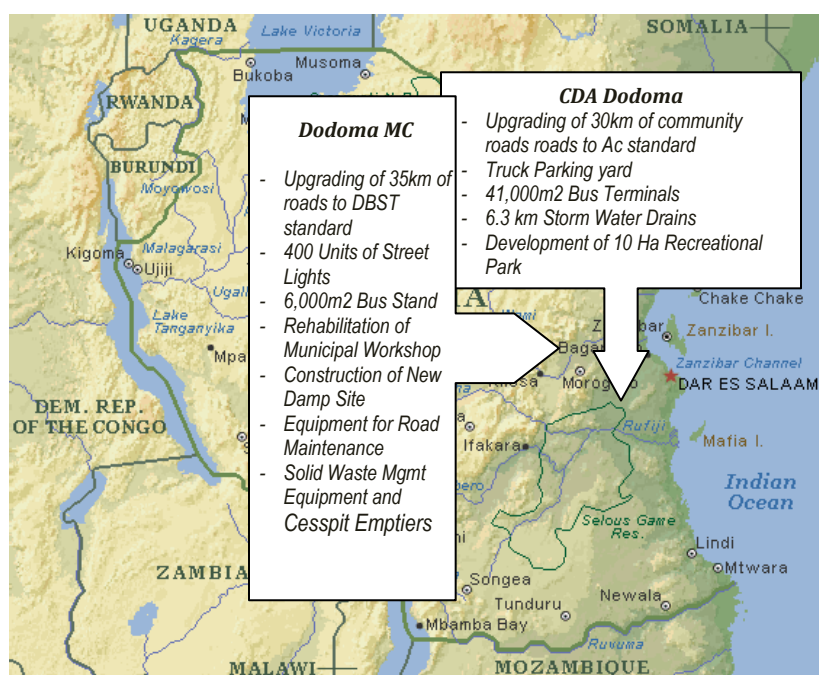 UGANDA
Kagera
Lake Victoria
SOMALIA
Bukoba
Musoma
RWANDA
BURUNDI
Moyowosi
Kigoma
Malagarasi
Ujiji
Lake
Tanganyika
DEM. REP.
OF THE CONGO
ZAMBIA
MALAWI
Dodoma MC
- Upgrading of 35km of
roads to DBST
standard
- 400 Units of Street
Lights
- 6,000m2 Bus Stand
- Rehabilitation of
Municipal Workshop
- Construction of New
Damp Site
- Equipment for Road
Maintenance
- Solid Waste Mgmt
Equipment and
Cesspit Emptiers
CDA Dodoma
- Upgrading of 30km of community
roads roads to Ac standard
- Truck Parking yard
- 41,000m2 Bus Terminals
- 6.3 km Storm Water Drains
- Development of 10 Ha Recreational
Park
Chake Chake
Zanzibar I.
Zanzibar Channel
DAR ES SALAAM
Rufiji
Mafia I.
Ifakara
Indian
Ocean
Selous Game
Res.
Lindi
Mtwara
Songea
Newala
Tunduru
Mbamba Bay
Ruvuma
MOZAMBIQUE